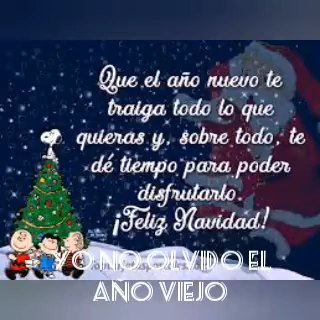 Que el año nuevo te
traiga todo lo que
quieras y, sobre todo, te
dé tiempo para poder
disfrutarlo.
¡Feliz Navidad!
YO NO OLVIDO EL
AÑO VIEJO